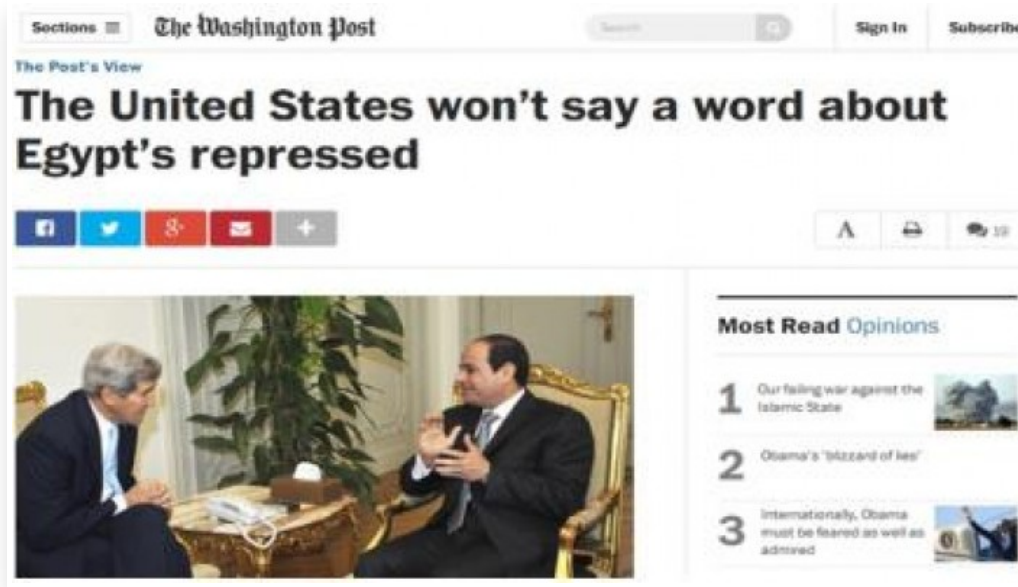 Sections
The Washington Post
Search
Sign In
Subscribe
The Post's View
The United States won't say a word about
Egypt's repressed
A
Most Read Opinions
1
Our failing war against the
Islamic State
2
Obama's 'blizzard of lies'
3
Internationally, Obama
must be feared as well as
admired